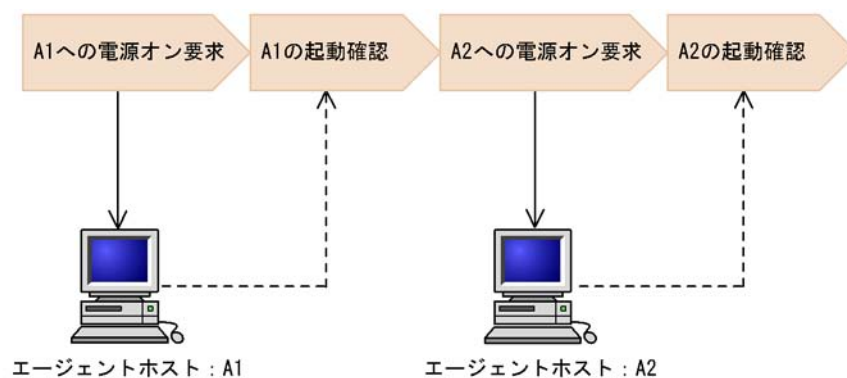 A1への電源オン要求
A1の起動確認
A2への電源オン要求
A2の起動確認
エージェントホスト：A1
エージェントホスト：A2